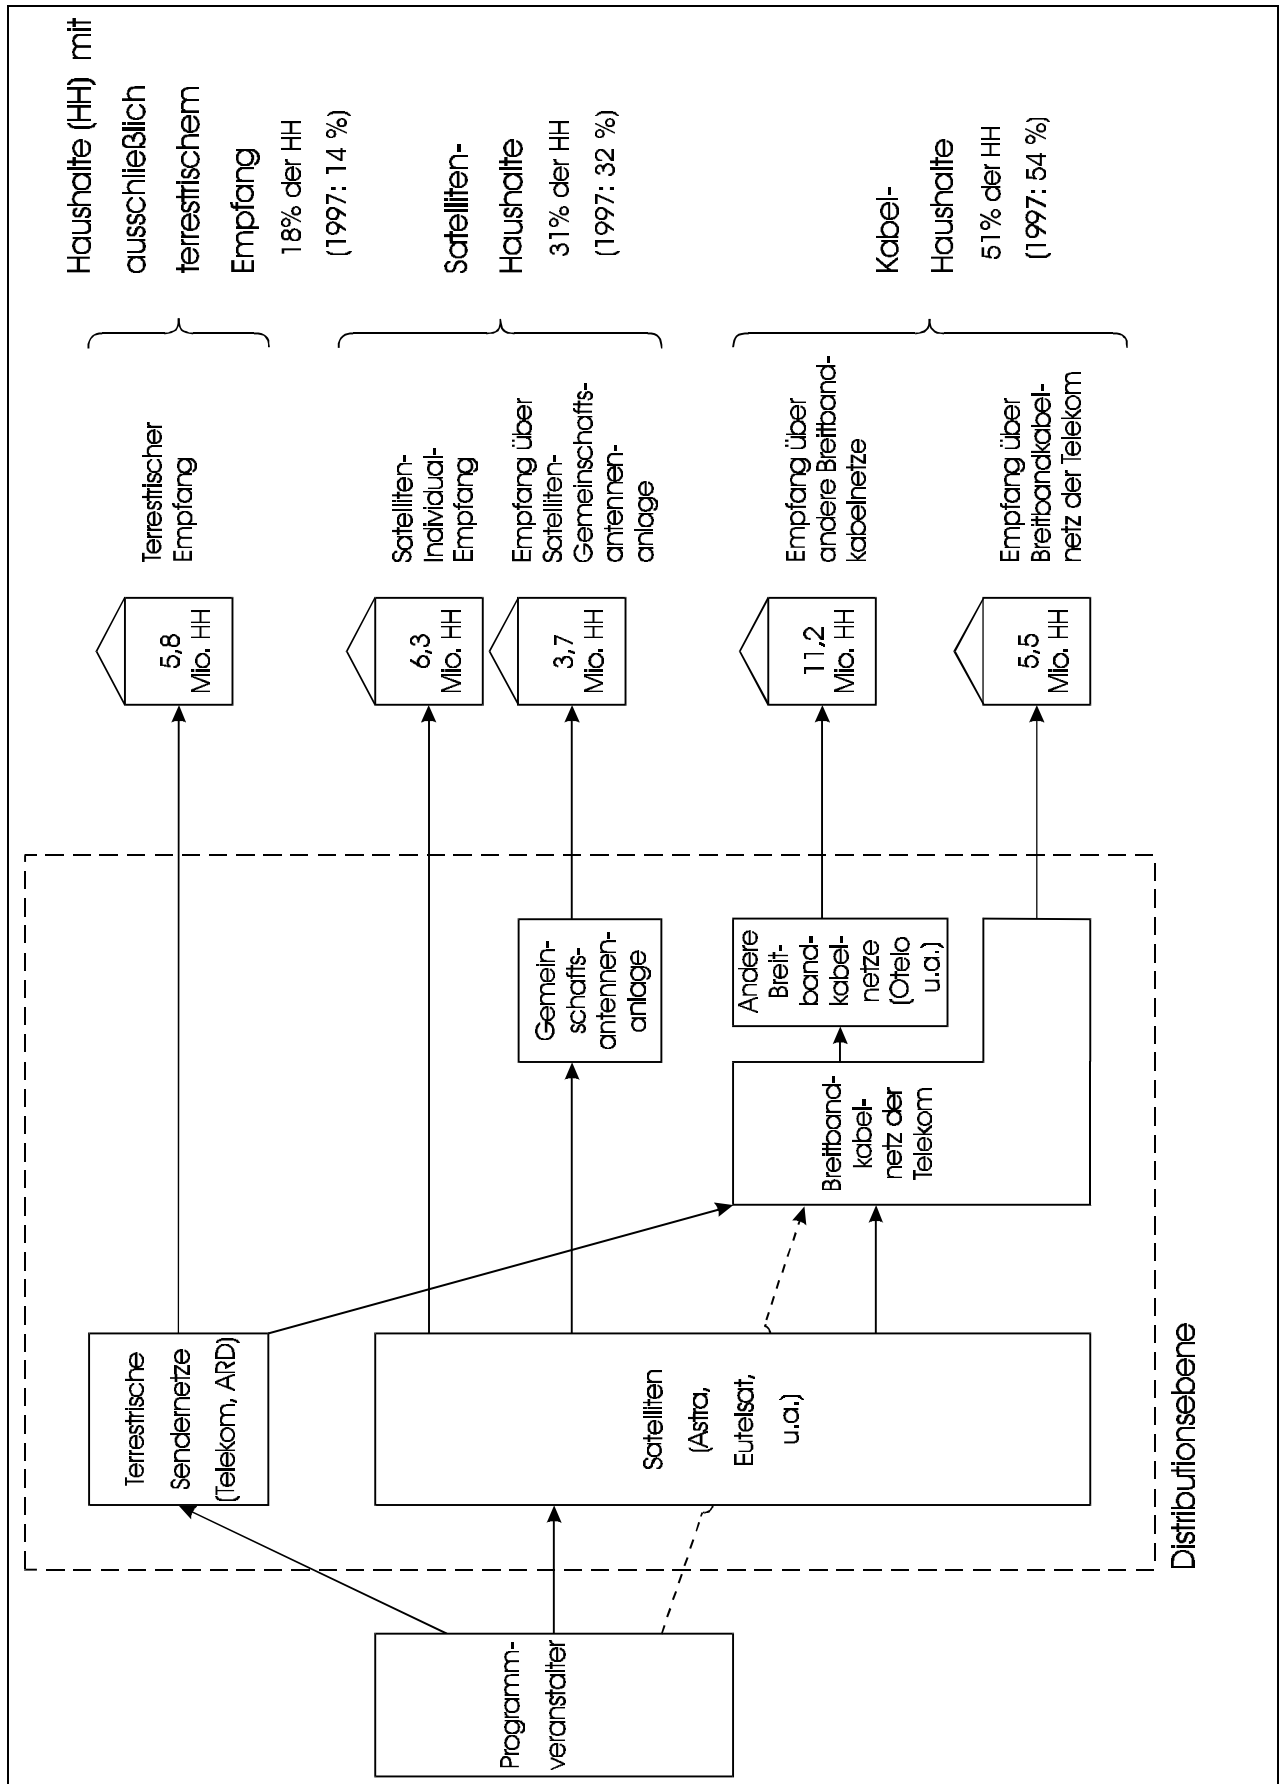 Programm-
veranstalter
Distributionsebene
Terrestrische
Sendernetze
(Telekom, ARD)
Satelliten
(Astra,
Eutelsat,
u.a.)
Gemein-
schafts-
antennen-
anlage
Breitband-
kabel-
netz der
Telekom
Andere
Breit-
band-
kabel-
netze
(Otelo
u.a.)
5,8
Mio. HH
Terrestrischer
Empfang
6,3
Mio. HH
Satelliten-
Individual-
Empfang
3,7
Mio. HH
Empfang über
Satelliten-
Gemeinschafts-
antennen-
anlage
11,2
Mio. HH
Empfang über
andere Breitband-
kabelnetze
5,5
Mio. HH
Empfang über
Breitbandkabel-
netz der Telekom
Haushalte (HH) mit
ausschließlich
terrestrischem
Empfang
18% der HH
(1997: 14 %)
Satelliten-
Haushalte
31% der HH
(1997: 32 %)
Kabel-
Haushalte
51% der HH
(1997: 54 %)